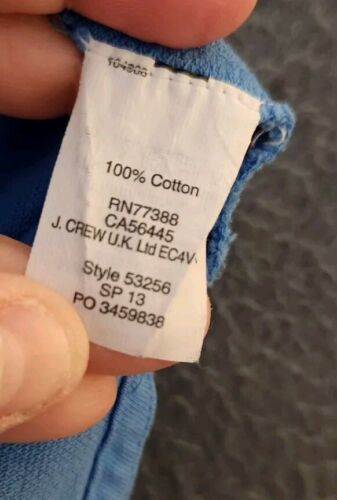 100% Cotton
RN77388
CA56445
J. CREW U.K. Ltd EC4V
Style 53256
SP 13
PO 3459838